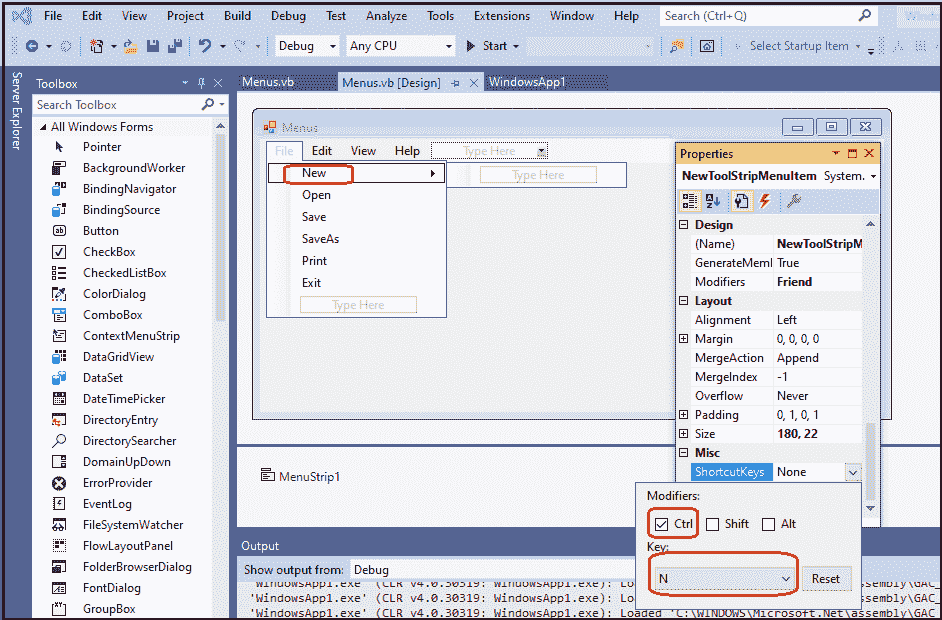 File Edit View Project Build Debug Test Analyze Tools Extensions Window Help Search (Ctrl+Q)
Debug Any CPU Start Select Startup Item
Server Explorer
Toolbox
Search Toolbox
All Windows Forms
Pointer
BackgroundWorker
BindingNavigator
BindingSource
Button
CheckBox
CheckedListBox
ColorDialog
ComboBox
ContextMenuStrip
DataGridView
DataSet
DateTimePicker
DirectoryEntry
DirectorySearcher
DomainUpDown
ErrorProvider
EventLog
FileSystemWatcher
FlowLayoutPanel
FolderBrowserDialog
FontDialog
GroupBox
Menus.vb Menus.vb [Design] WindowsApp1
Menus
File Edit View Help Type Here
New Type Here
Open
Save
SaveAs
Print
Exit
Type Here
MenuStrip1
Properties
NewToolStripMenuItem System.
Design
(Name) NewToolStripM
GenerateMeml True
Modifiers Friend
Layout
Alignment Left
Margin 0, 0, 0, 0
MergeAction Append
MergeIndex -1
Overflow Never
Padding 0, 1, 0, 1
Size 180, 22
Misc
ShortcutKeys None
Modifiers:
Ctrl Shift Alt
Key:
N Reset
Output
Show output from: Debug
'WindowsApp1.exe' (CLR v4.0.30319: WindowsApp1.exe): Loa ssembly\GAC_
'WindowsApp1.exe' (CLR v4.0.30319: WindowsApp1.exe): Loa ssembly\GAC_
'WindowsApp1.exe' (CLR v4.0.30319: WindowsApp1.exe): Loaded 'C:\WINDOWS\Microsoft.Net\assembly\GAC_